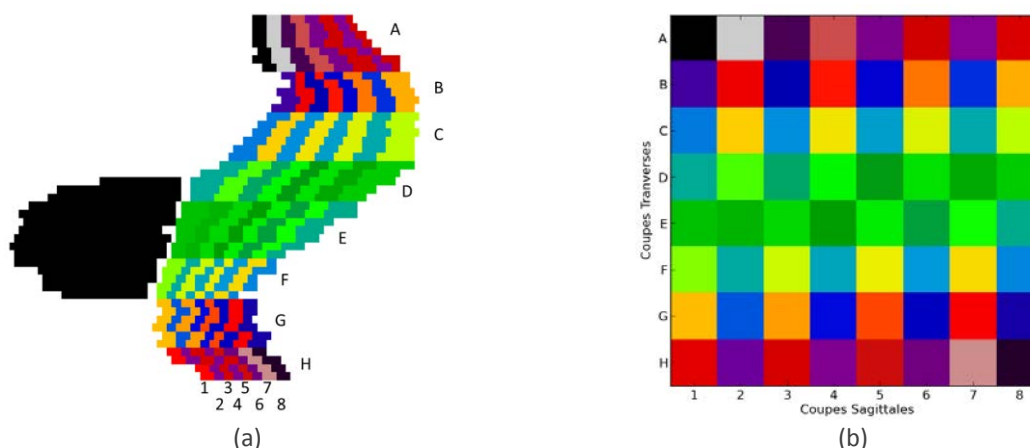 A
B
C
D
E
F
G
H
1 3 5 7
2 4 6 8
(a)
A
B
C
D
E
F
G
H
Coupes Tranverses
1 2 3 4 5 6 7 8
Coupes Sagittales
(b)